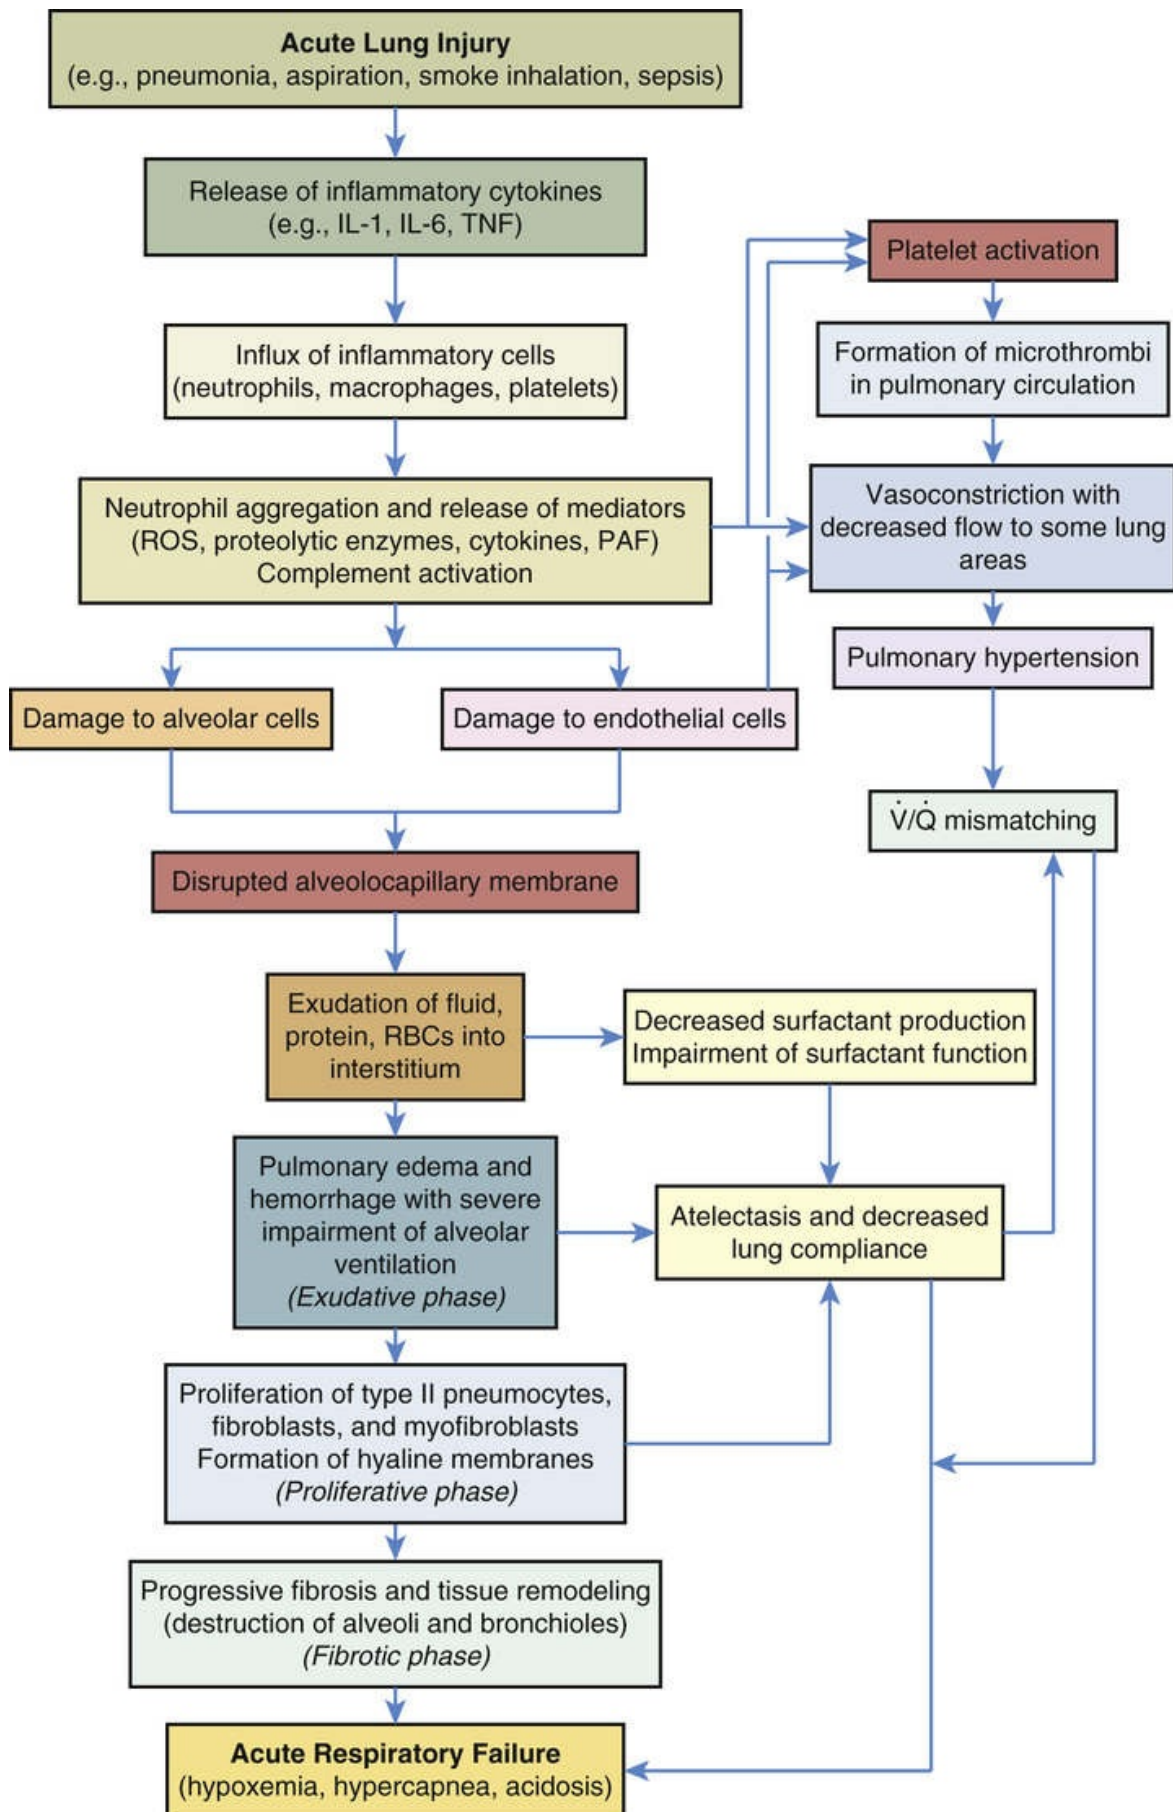 Acute Lung Injury
(e.g., pneumonia, aspiration, smoke inhalation, sepsis)
Release of inflammatory cytokines
(e.g., IL-1, IL-6, TNF)
Influx of inflammatory cells
(neutrophils, macrophages, platelets)
Neutrophil aggregation and release of mediators
(ROS, proteolytic enzymes, cytokines, PAF)
Complement activation
Damage to alveolar cells
Damage to endothelial cells
Platelet activation
Formation of microthrombi
in pulmonary circulation
Vasoconstriction with
decreased flow to some lung
areas
Pulmonary hypertension
V̇/Q̇ mismatching
Disrupted alveolocapillary membrane
Exudation of fluid,
protein, RBCs into
interstitium
Decreased surfactant production
Impairment of surfactant function
Pulmonary edema and
hemorrhage with severe
impairment of alveolar
ventilation
(Exudative phase)
Atelectasis and decreased
lung compliance
Proliferation of type II pneumocytes,
fibroblasts, and myofibroblasts
Formation of hyaline membranes
(Proliferative phase)
Progressive fibrosis and tissue remodeling
(destruction of alveoli and bronchioles)
(Fibrotic phase)
Acute Respiratory Failure
(hypoxemia, hypercapnea, acidosis)